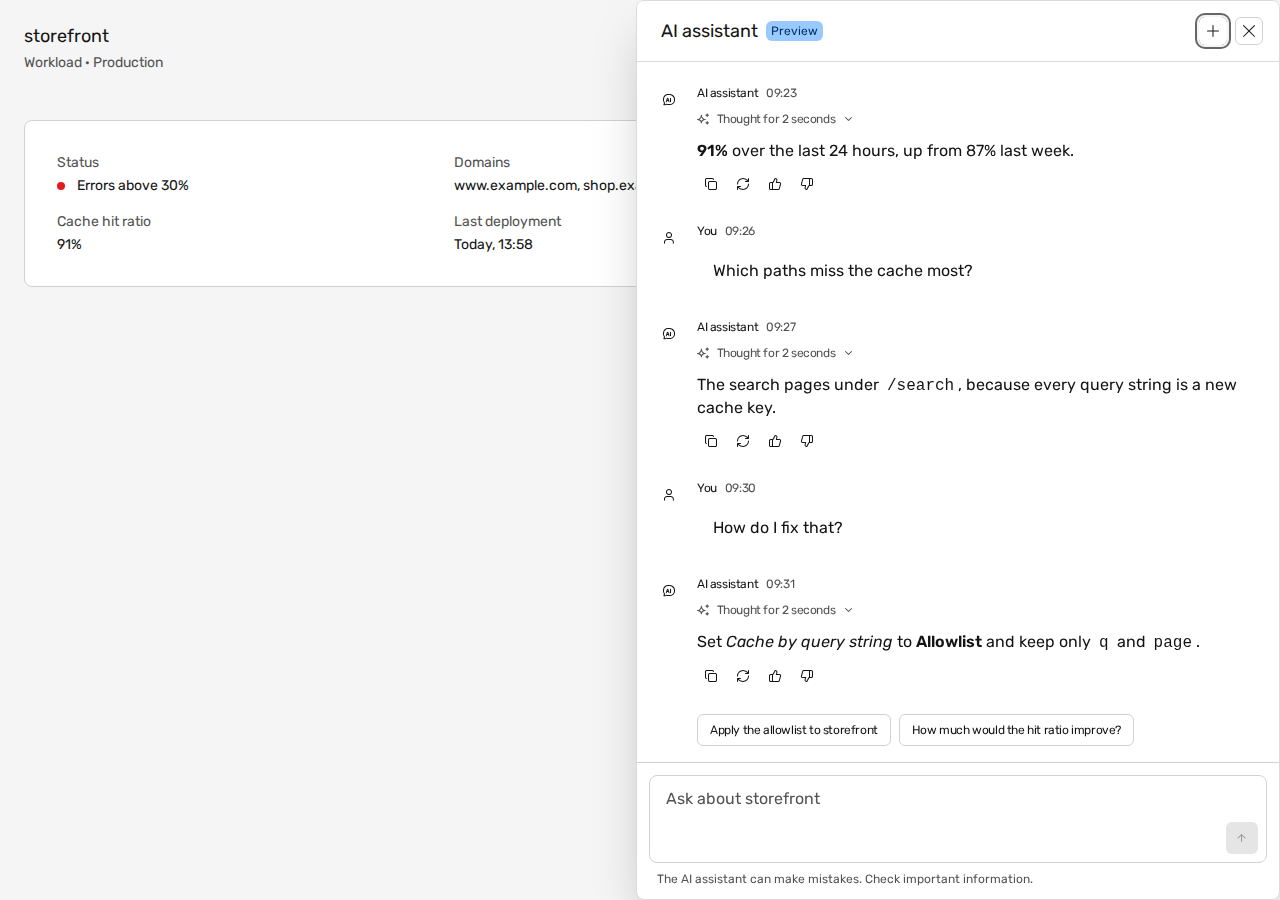 storefront
Workload • Production
Status
Errors above 30%
Domains
www.example.com, shop.exa
Cache hit ratio
91%
Last deployment
Today, 13:58
AI assistant Preview
AI assistant 09:23
Thought for 2 seconds
91% over the last 24 hours, up from 87% last week.
You 09:26
Which paths miss the cache most?
AI assistant 09:27
Thought for 2 seconds
The search pages under /search, because every query string is a new
cache key.
You 09:30
How do I fix that?
AI assistant 09:31
Thought for 2 seconds
Set Cache by query string to Allowlist and keep only q and page.
Apply the allowlist to storefront
How much would the hit ratio improve?
Ask about storefront
The AI assistant can make mistakes. Check important information.